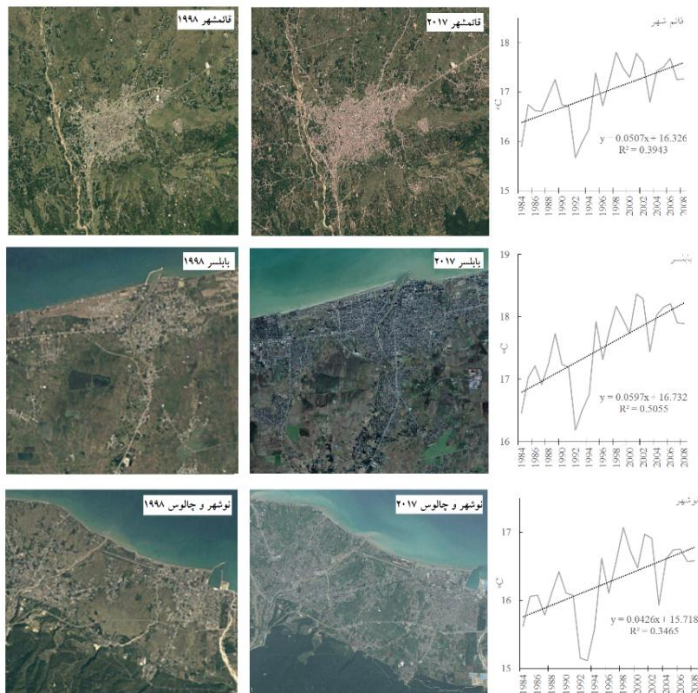 قائمشهر ۱۹۹۸
قائمشهر ۲۰۱۷
قائم شهر
18
17
16
15
°C
y = 0.0507x + 16.326
R² = 0.3943
1984
1986
1988
1990
1992
1994
1996
1998
2000
2002
2004
2006
2008
بابلسر ۱۹۹۸
بابلسر ۲۰۱۷
بابلسر
19
18
17
16
°C
y = 0.0597x + 16.732
R² = 0.5055
1984
1986
1988
1990
1992
1994
1996
1998
2000
2002
2004
2006
2008
نوشهر و چالوس ۱۹۹۸
نوشهر و چالوس ۲۰۱۷
نوشهر
17
16
15
°C
y = 0.0426x + 15.718
R² = 0.3465
1984
1986
1988
1990
1992
1994
1996
1998
2000
2002
2004
2006